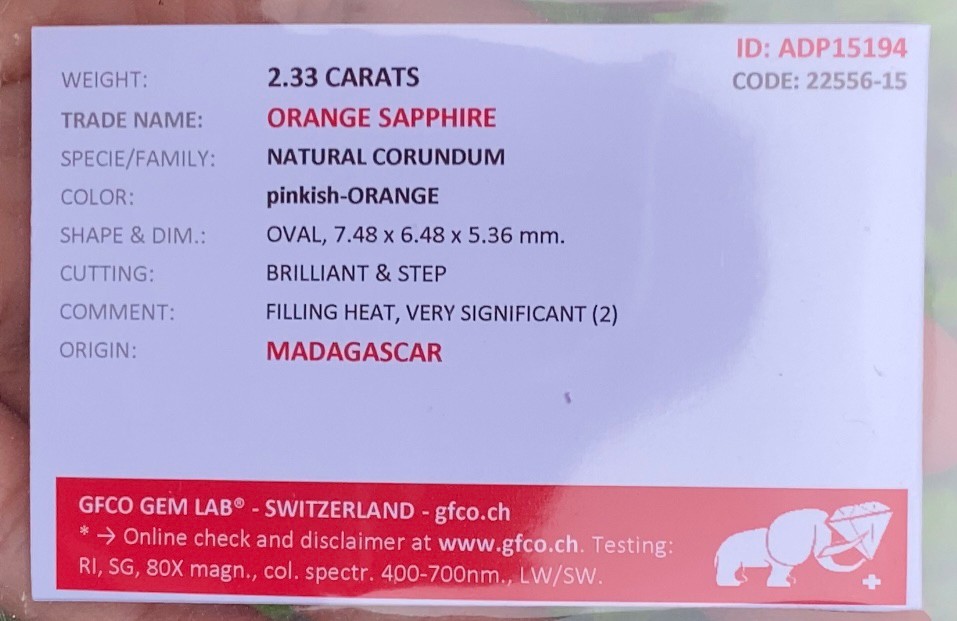 ID: ADP15194
CODE: 22556-15
WEIGHT: 2.33 CARATS
TRADE NAME: ORANGE SAPPHIRE
SPECIE/FAMILY: NATURAL CORUNDUM
COLOR: pinkish-ORANGE
SHAPE & DIM.: OVAL, 7.48 x 6.48 x 5.36 mm.
CUTTING: BRILLIANT & STEP
COMMENT: FILLING HEAT, VERY SIGNIFICANT (2)
ORIGIN: MADAGASCAR
GFCO GEM LAB® - SWITZERLAND - gfco.ch
* → Online check and disclaimer at www.gfco.ch. Testing:
RI, SG, 80X magn., col. spectr. 400-700nm., LW/SW.